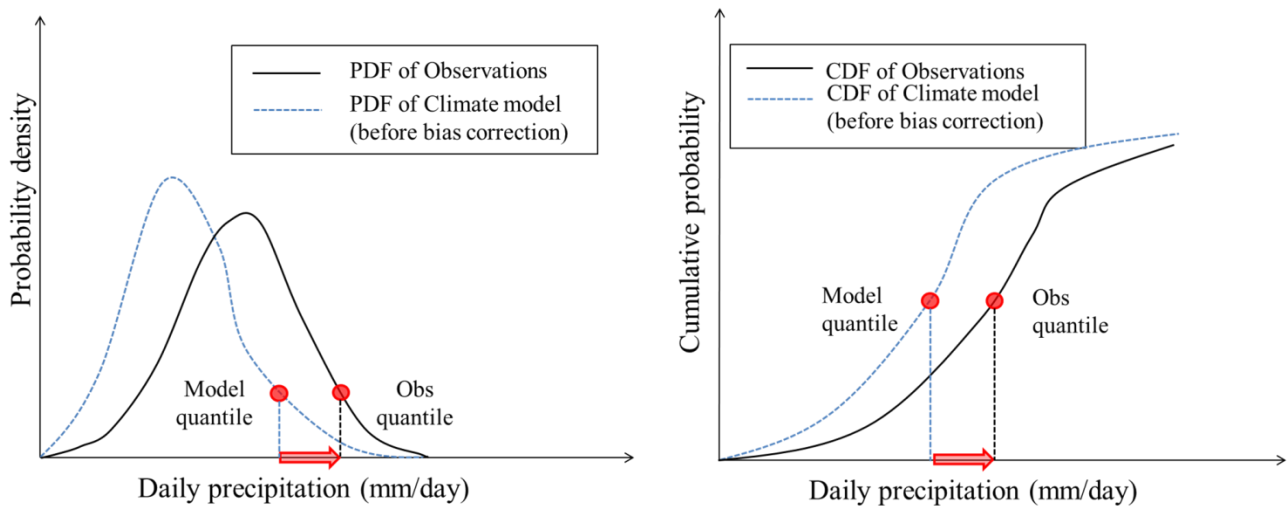 Probability density
PDF of Observations
PDF of Climate model
(before bias correction)
Model
quantile
Obs
quantile
Daily precipitation (mm/day)
Cumulative probability
CDF of Observations
CDF of Climate model
(before bias correction)
Model
quantile
Obs
quantile
Daily precipitation (mm/day)